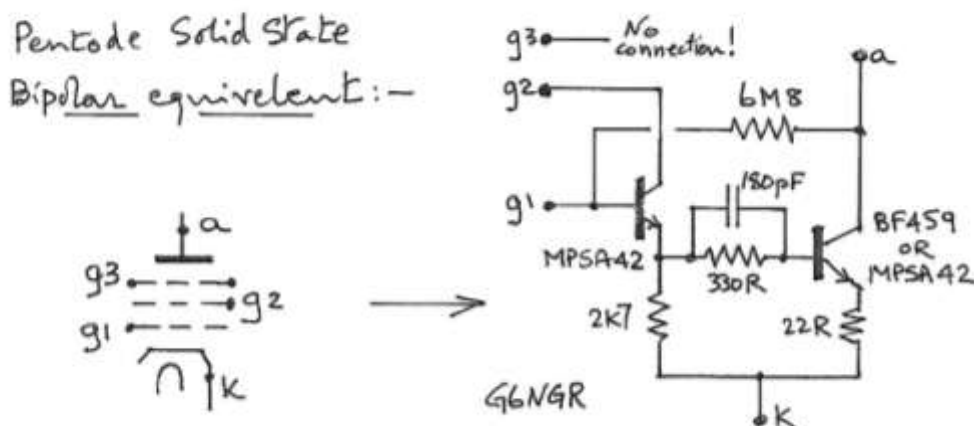 Pentode Solid State
Bipolar equivelent:-
g3 No
connection!
g2
a
6M8
180pF
g1
MPSA42
330R
BF459
OR
MPSA42
2K7
22R
G6NGR
K
a
g3
g2
g1
K